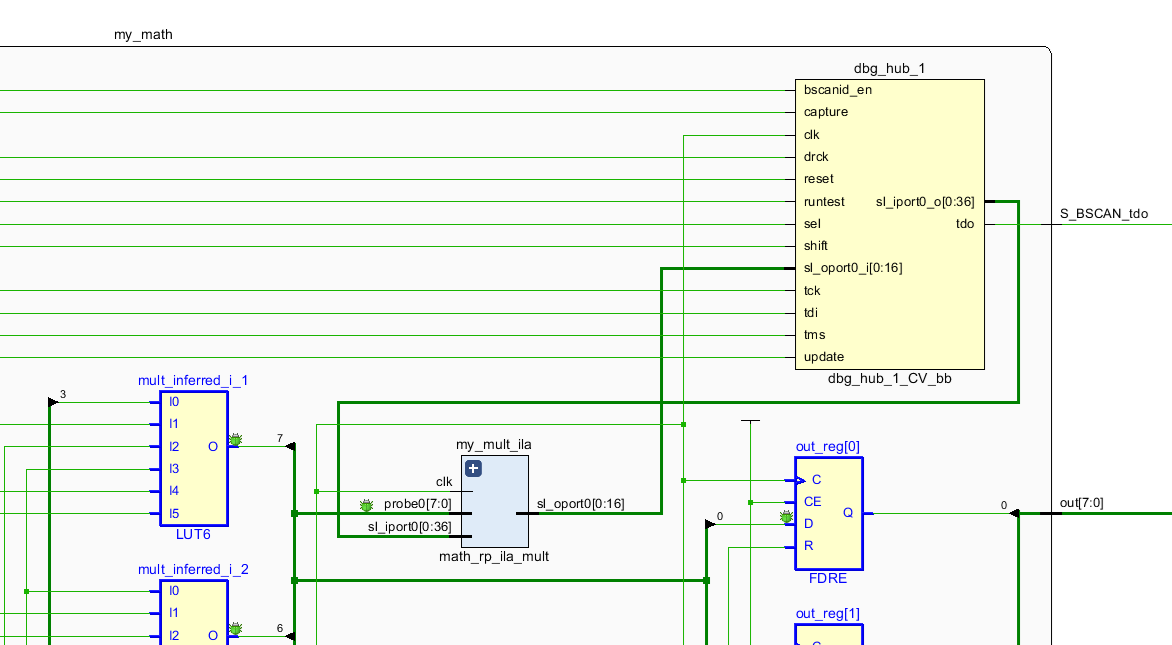 my_math
dbg_hub_1
bscanid_en
capture
clk
drck
reset
runtest
sl_iport0_o[0:36]
sel
tdo
S_BSCAN_tdo
shift
sl_oport0_i[0:16]
tck
tdi
tms
update
dbg_hub_1_CV_bb
mult_inferred_i_1
3
I0
I1
I2
O
7
I3
I4
I5
LUT6
my_mult_ila
clk
probe0[7:0]
sl_oport0[0:16]
sl_iport0[0:36]
math_rp_ila_mult
out_reg[0]
C
CE
0
D
Q
R
FDRE
0
out[7:0]
mult_inferred_i_2
I0
I1
I2
O
6
out_reg[1]